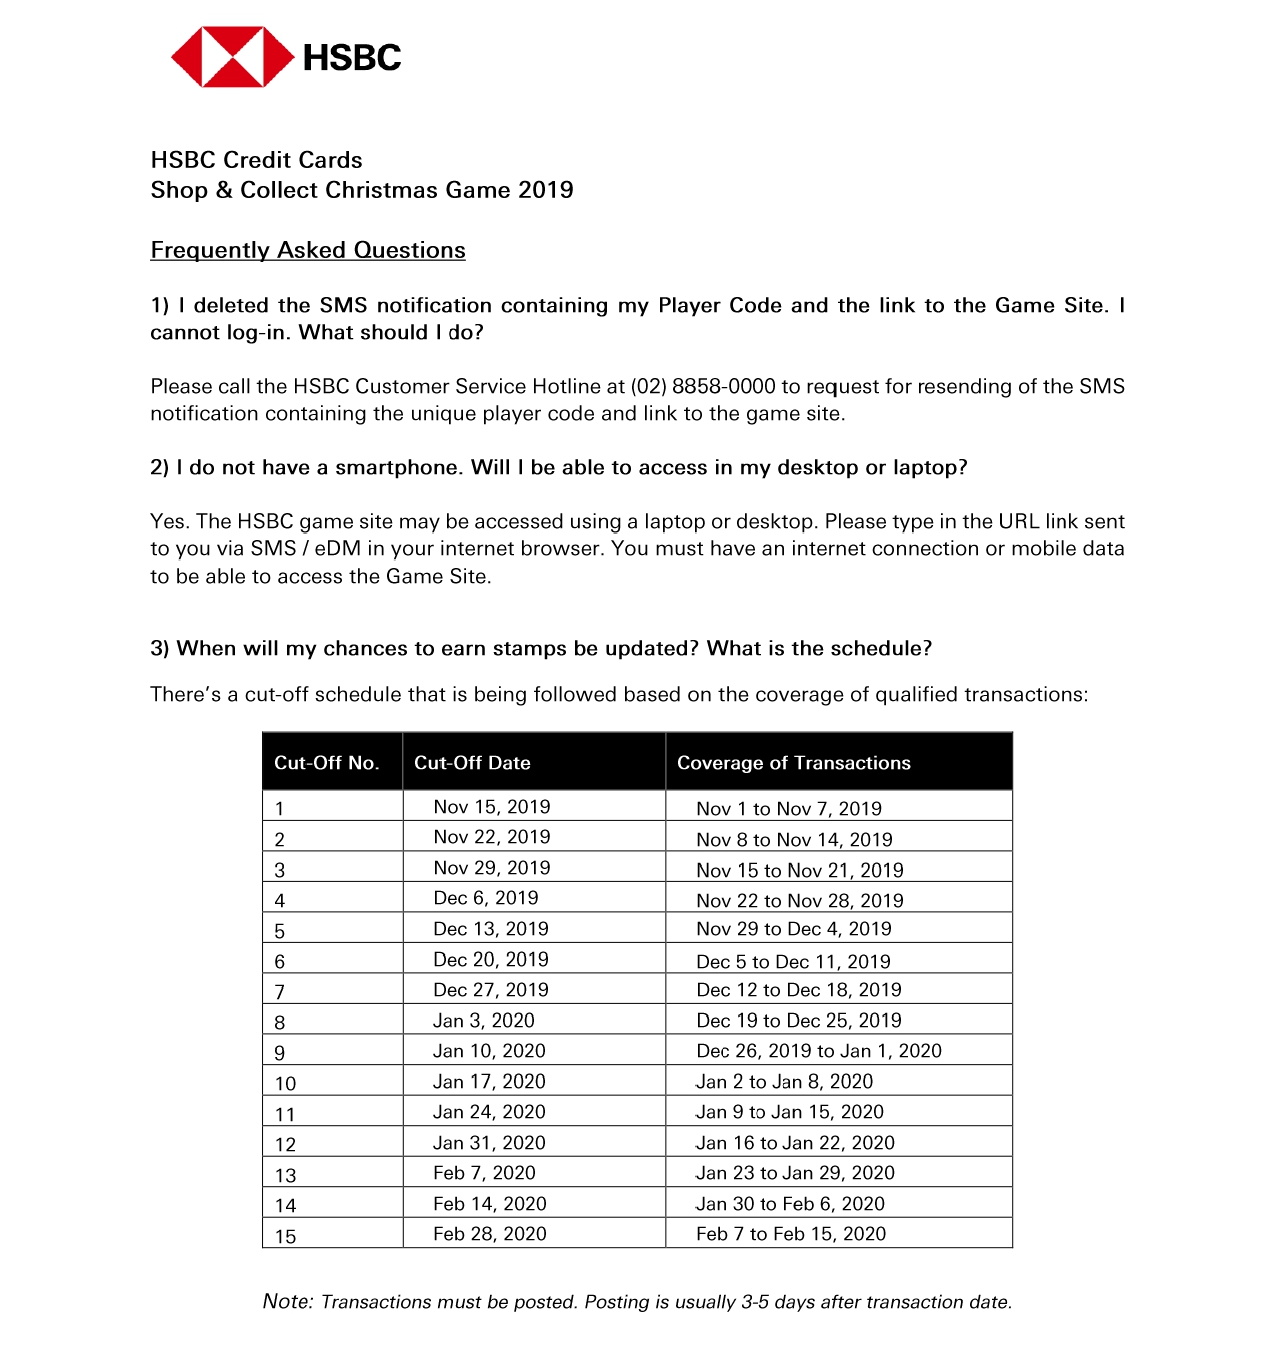 HSBC
HSBC Credit Cards
Shop & Collect Christmas Game 2019
Frequently Asked Questions
1) I deleted the SMS notification containing my Player Code and the link to the Game Site. I
cannot log-in. What should I do?
Please call the HSBC Customer Service Hotline at (02) 8858-0000 to request for resending of the SMS
notification containing the unique player code and link to the game site.
2) I do not have a smartphone. Will I be able to access in my desktop or laptop?
Yes. The HSBC game site may be accessed using a laptop or desktop. Please type in the URL link sent
to you via SMS / eDM in your internet browser. You must have an internet connection or mobile data
to be able to access the Game Site.
3) When will my chances to earn stamps be updated? What is the schedule?
There’s a cut-off schedule that is being followed based on the coverage of qualified transactions:
Cut-Off No. Cut-Off Date Coverage of Transactions
1 Nov 15, 2019 Nov 1 to Nov 7, 2019
2 Nov 22, 2019 Nov 8 to Nov 14, 2019
3 Nov 29, 2019 Nov 15 to Nov 21, 2019
4 Dec 6, 2019 Nov 22 to Nov 28, 2019
5 Dec 13, 2019 Nov 29 to Dec 4, 2019
6 Dec 20, 2019 Dec 5 to Dec 11, 2019
7 Dec 27, 2019 Dec 12 to Dec 18, 2019
8 Jan 3, 2020 Dec 19 to Dec 25, 2019
9 Jan 10, 2020 Dec 26, 2019 to Jan 1, 2020
10 Jan 17, 2020 Jan 2 to Jan 8, 2020
11 Jan 24, 2020 Jan 9 to Jan 15, 2020
12 Jan 31, 2020 Jan 16 to Jan 22, 2020
13 Feb 7, 2020 Jan 23 to Jan 29, 2020
14 Feb 14, 2020 Jan 30 to Feb 6, 2020
15 Feb 28, 2020 Feb 7 to Feb 15, 2020
Note: Transactions must be posted. Posting is usually 3-5 days after transaction date.